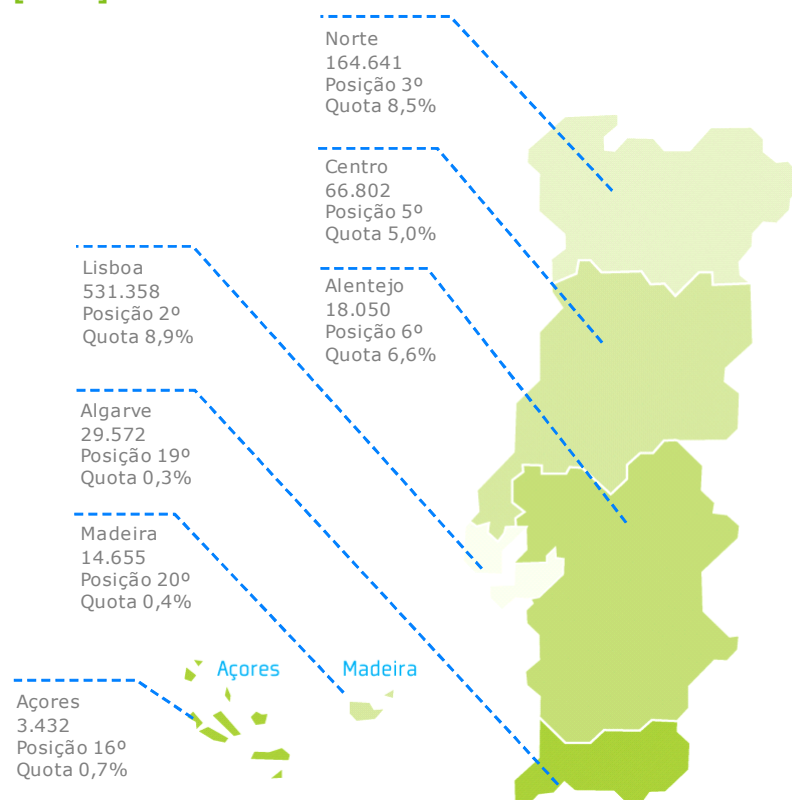 Norte
164.641
Posição 3º
Quota 8,5%
Centro
66.802
Posição 5º
Quota 5,0%
Lisboa
531.358
Posição 2º
Quota 8,9%
Alentejo
18.050
Posição 6º
Quota 6,6%
Algarve
29.572
Posição 19º
Quota 0,3%
Madeira
14.655
Posição 20º
Quota 0,4%
Açores
Madeira
Açores
3.432
Posição 16º
Quota 0,7%